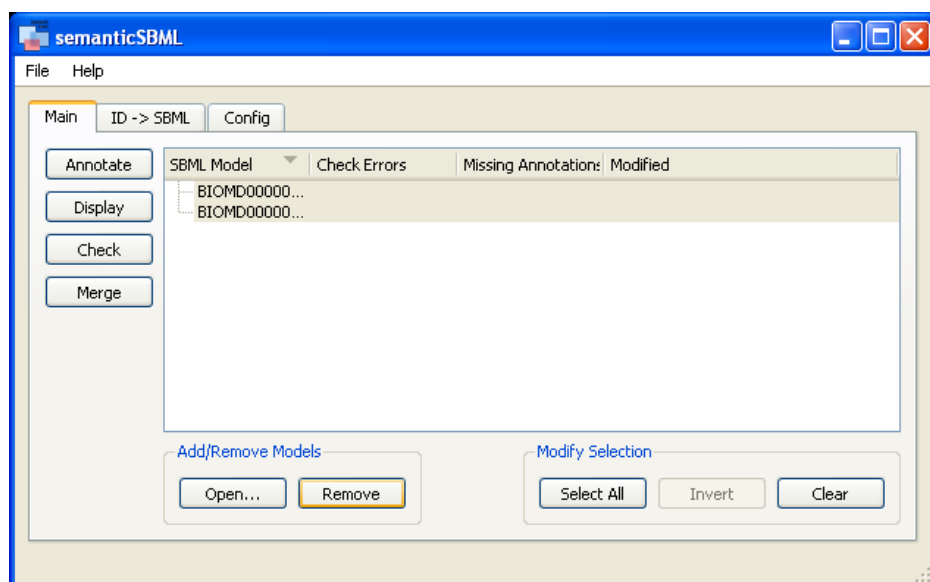 semanticSBML
File Help
Main ID -> SBML Config
Annotate
Display
Check
Merge
SBML Model Check Errors Missing Annotations Modified
BIOMD00000...
BIOMD00000...
Add/Remove Models
Open... Remove
Modify Selection
Select All Invert Clear